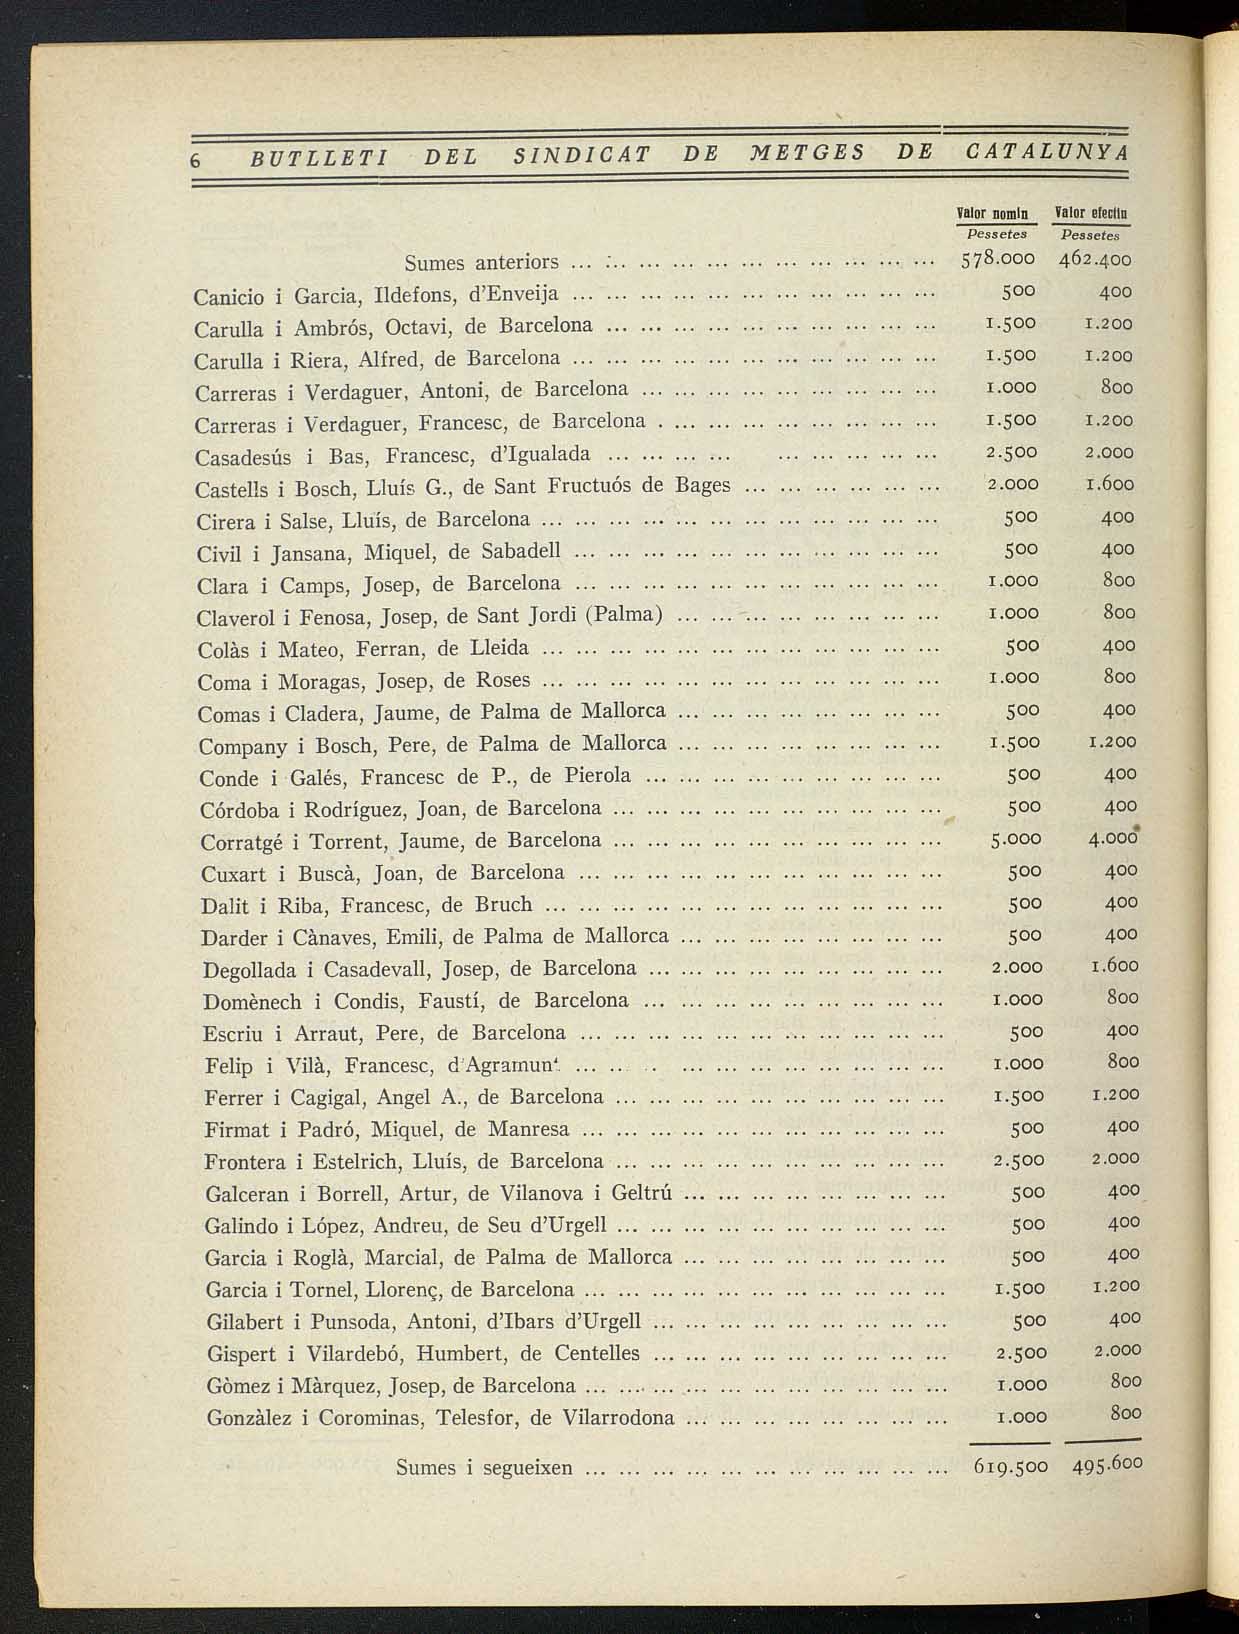 6 BUTLLETI DEL SINDICAT DE METGES DE CATALUNYA
Valor nomin Valor efectiu
Pessetes Pessetes
Sumes anteriors ... ... ... ... ... ... ... ... ... ... ... 578.000 462.400
Canicio i Garcia, Ildefons, d'Enveija ... ... ... ... ... ... ... ... ... ... ... 500 400
Carulla i Ambrós, Octavi, de Barcelona ... ... ... ... ... ... ... ... ... ... 1.500 1.200
Carulla i Riera, Alfred, de Barcelona ... ... ... ... ... ... ... ... ... ... ... 1.500 1.200
Carreras i Verdaguer, Antoni, de Barcelona ... ... ... ... ... ... ... ... ... 1.000 800
Carreras i Verdaguer, Francesc, de Barcelona . ... ... ... ... ... ... ... ... 1.500 1.200
Casadesús i Bas, Francesc, d'Igualada ... ... ... ... ... ... ... ... ... 2.500 2.000
Castells i Bosch, Lluís G., de Sant Fructuós de Bages ... ... ... ... ... ... 2.000 1.600
Cirera i Salse, Lluís, de Barcelona ... ... ... ... ... ... ... ... ... ... ... ... 500 400
Civil i Jansana, Miquel, de Sabadell ... ... ... ... ... ... ... ... ... ... ... 500 400
Clara i Camps, Josep, de Barcelona ... ... ... ... ... ... ... ... ... ... ... 1.000 800
Claverol i Fenosa, Josep, de Sant Jordi (Palma) ... ... ... ... ... ... ... ... 1.000 800
Colàs i Mateo, Ferran, de Lleida ... ... ... ... ... ... ... ... ... ... ... ... 500 400
Coma i Moragas, Josep, de Roses ... ... ... ... ... ... ... ... ... ... ... ... 1.000 800
Comas i Cladera, Jaume, de Palma de Mallorca ... ... ... ... ... ... ... ... 500 400
Company i Bosch, Pere, de Palma de Mallorca ... ... ... ... ... ... ... ... 1.500 1.200
Conde i Galés, Francesc de P., de Pierola ... ... ... ... ... ... ... ... ... 500 400
Córdoba i Rodríguez, Joan, de Barcelona ... ... ... ... ... ... ... ... ... ... 500 400
Corratgé i Torrent, Jaume, de Barcelona ... ... ... ... ... ... ... ... ... ... 5.000 4.000
Cuxart i Buscà, Joan, de Barcelona ... ... ... ... ... ... ... ... ... ... ... 500 400
Dalit i Riba, Francesc, de Bruch ... ... ... ... ... ... ... ... ... ... ... ... 500 400
Darder i Cànaves, Emili, de Palma de Mallorca ... ... ... ... ... ... ... ... 500 400
Degollada i Casadevall, Josep, de Barcelona ... ... ... ... ... ... ... ... ... 2.000 1.600
Domènech i Condis, Faustí, de Barcelona ... ... ... ... ... ... ... ... ... 1.000 800
Escriu i Arraut, Pere, de Barcelona ... ... ... ... ... ... ... ... ... ... ... 500 400
Felip i Vilà, Francesc, d'Agramunt ... ... . ... ... ... ... ... ... ... ... 1.000 800
Ferrer i Cagigal, Angel A., de Barcelona ... ... ... ... ... ... ... ... ... ... 1.500 1.200
Firmat i Padró, Miquel, de Manresa ... ... ... ... ... ... ... ... ... ... ... 500 400
Frontera i Estelrich, Lluís, de Barcelona ... ... ... ... ... ... ... ... ... ... 2.500 2.000
Galceran i Borrell, Artur, de Vilanova i Geltrú ... ... ... ... ... ... ... ... 500 400
Galindo i López, Andreu, de Seu d'Urgell ... ... ... ... ... ... ... ... ... ... 500 400
Garcia i Roglà, Marcial, de Palma de Mallorca ... ... ... ... ... ... ... ... 500 400
Garcia i Tornel, Llorenç, de Barcelona ... ... ... ... ... ... ... ... ... ... ... 1.500 1.200
Gilabert i Punsoda, Antoni, d'Ibars d'Urgell ... ... ... ... ... ... ... ... ... 500 400
Gispert i Vilardebó, Humbert, de Centelles ... ... ... ... ... ... ... ... ... 2.500 2.000
Gòmez i Màrquez, Josep, de Barcelona ... ... ... ... ... ... ... ... ... ... ... 1.000 800
Gonzàlez i Corominas, Telesfor, de Vilarrodona ... ... ... ... ... ... ... ... 1.000 800
Sumes i segueixen ... ... ... ... ... ... ... ... ... ... ... 619.500 495.600